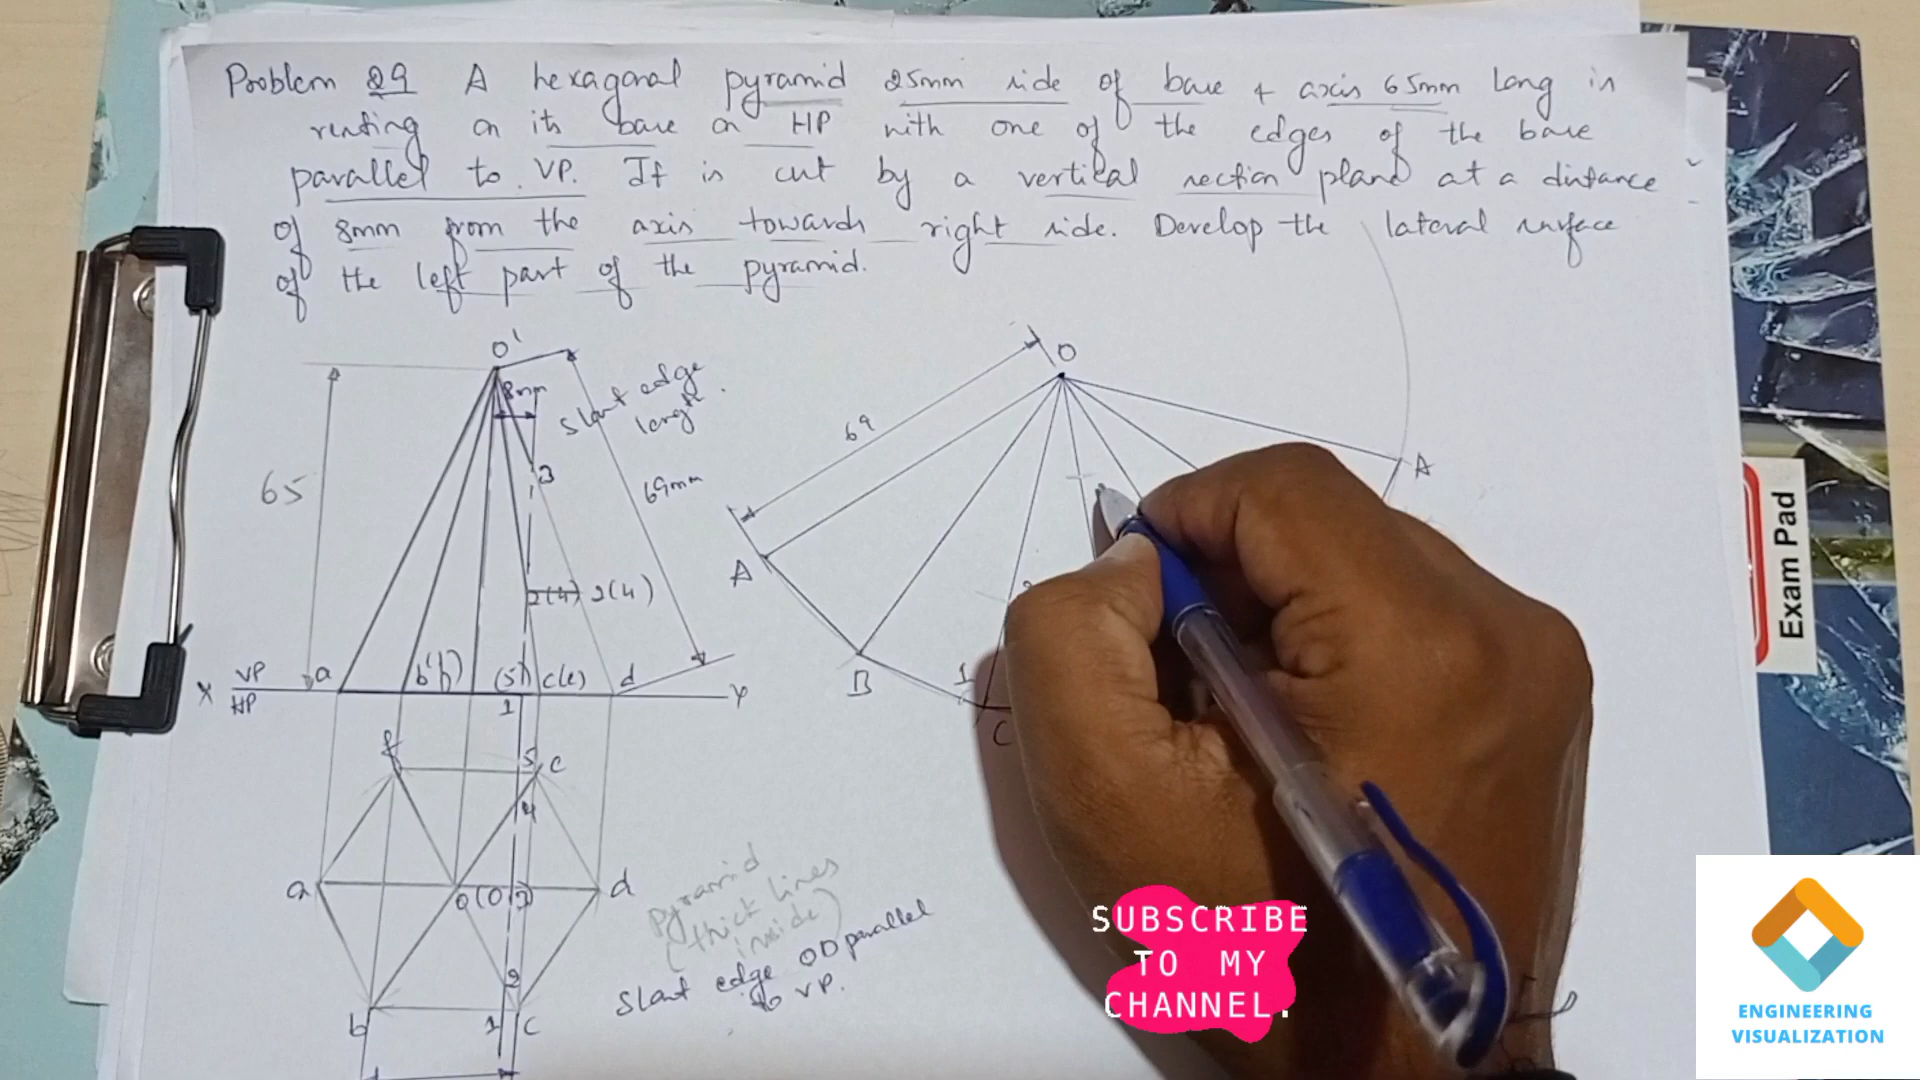 Problem 29 A hexagonal pyramid 25mm side of base & axis 65mm long is
resting on its base on HP with one of the edges of the base
parallel to VP. It is cut by a vertical section plane at a distance
of 8mm from the axis towards right side. Develop the lateral surface
of the left part of the pyramid.
O'
8mm
Slant edge
length
69mm
65
3
2(4) 2(4)
X VP
HP
a b'(f') (5') c(e) d Y
1
f 5 e
4
a o(0,3) d
2
b 1 c
pyramid
(thick lines
inside)
Slant edge OD parallel
to VP.
O
69
A
B
1
C
A
SUBSCRIBE
TO MY
CHANNEL.
Exam Pad
ENGINEERING
VISUALIZATION